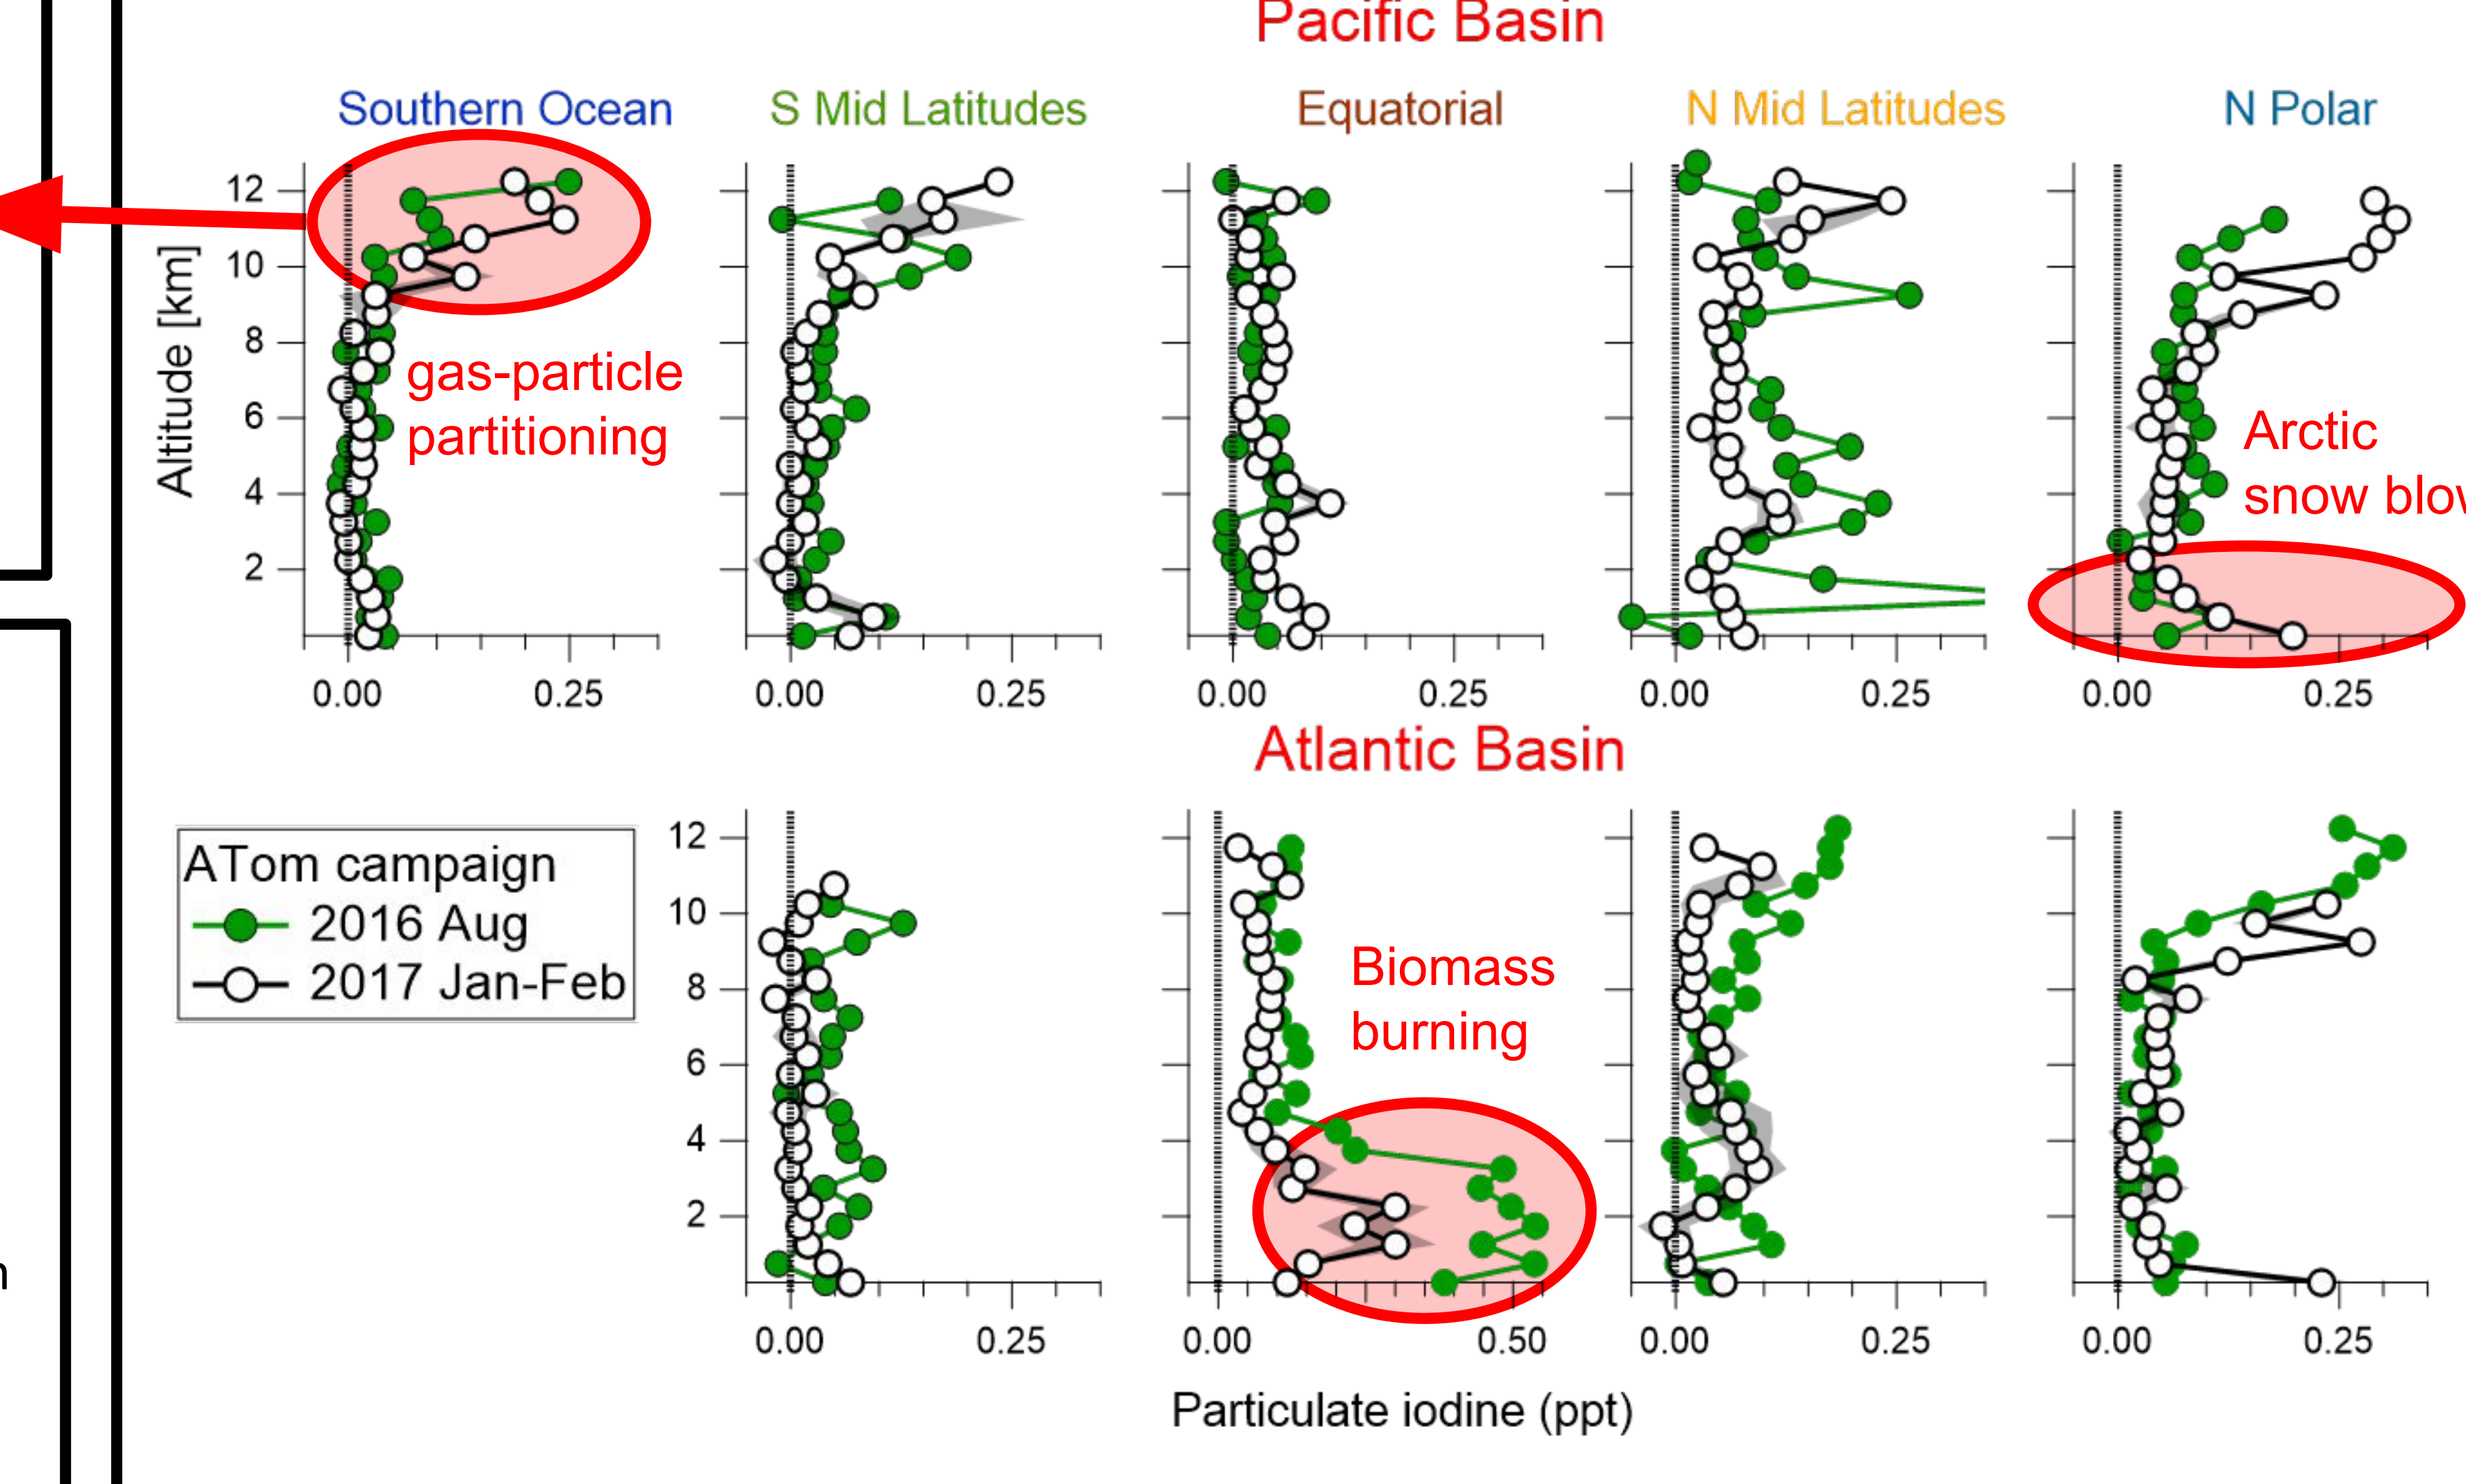 Pacific Basin
Southern Ocean
S Mid Latitudes
Equatorial
N Mid Latitudes
N Polar
Altitude [km]
12
10
8
6
4
2
gas-particle
partitioning
Arctic
snow blow
0.00 0.25
0.00 0.25
0.00 0.25
0.00 0.25
0.00 0.25
Atlantic Basin
ATom campaign
2016 Aug
2017 Jan-Feb
12
10
8
6
4
2
Biomass
burning
0.00 0.25
0.00 0.50
0.00 0.25
0.00 0.25
Particulate iodine (ppt)